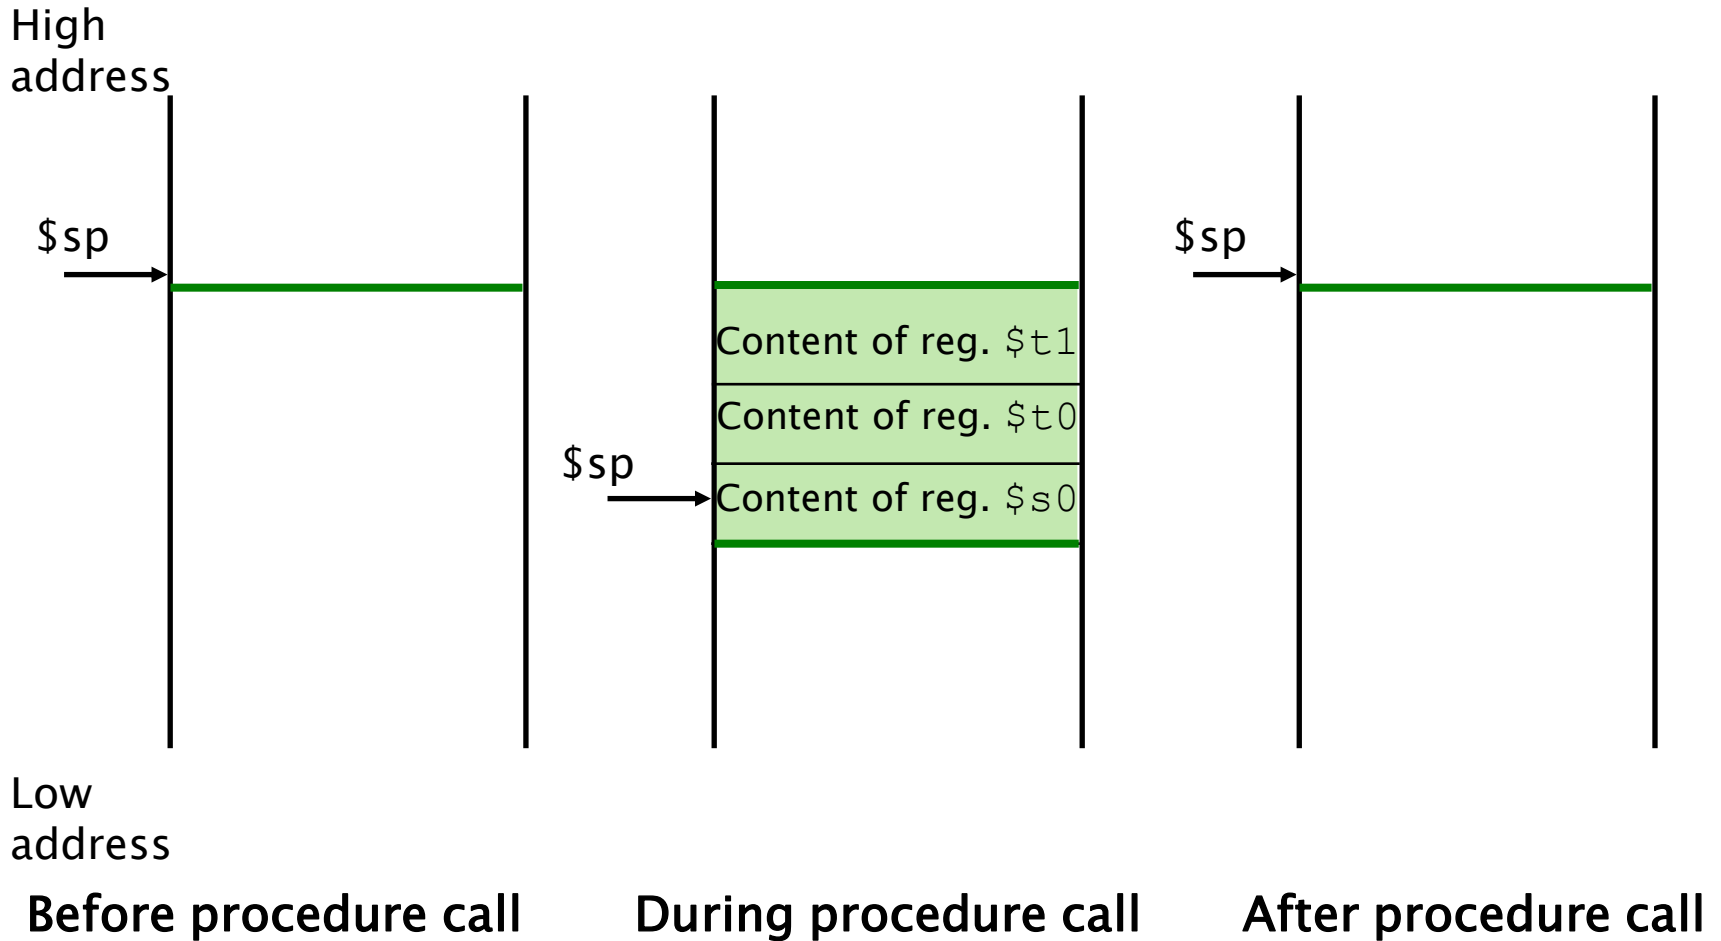 High
address
$sp
$sp
Content of reg. $t1
Content of reg. $t0
$sp
Content of reg. $s0
Low
address
Before procedure call
During procedure call
After procedure call